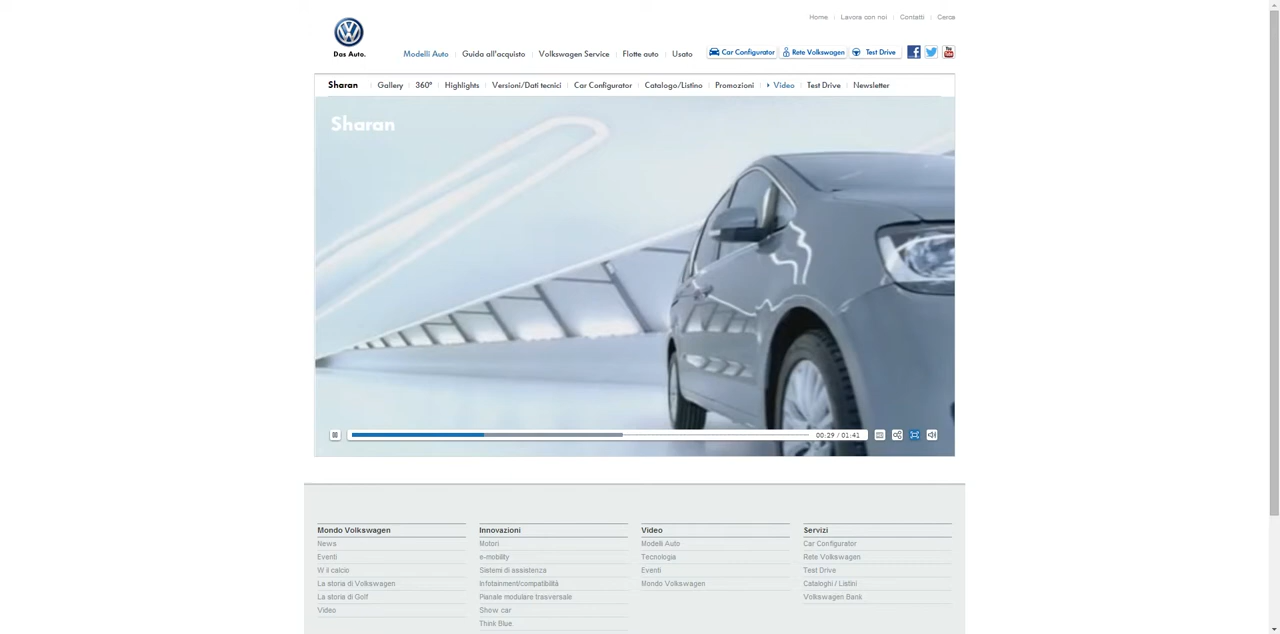 Home Lavora con noi Contatti Cerca
Das Auto.
Modelli Auto Guida all'acquisto Volkswagen Service Flotte auto Usato Car Configurator Rete Volkswagen Test Drive
You Tube
Sharan Gallery 360° Highlights Versioni/Dati tecnici Car Configurator Catalogo/Listino Promozioni Video Test Drive Newsletter
Sharan
00:29 / 01:41
Mondo Volkswagen Innovazioni Video Servizi
News Motori Modelli Auto Car Configurator
Eventi e-mobility Tecnologia Rete Volkswagen
W il calcio Sistemi di assistenza Eventi Test Drive
La storia di Volkswagen Infotainment/compatibilità Mondo Volkswagen Cataloghi / Listini
La storia di Golf Pianale modulare trasversale Volkswagen Bank
Video Show car
Think Blue.